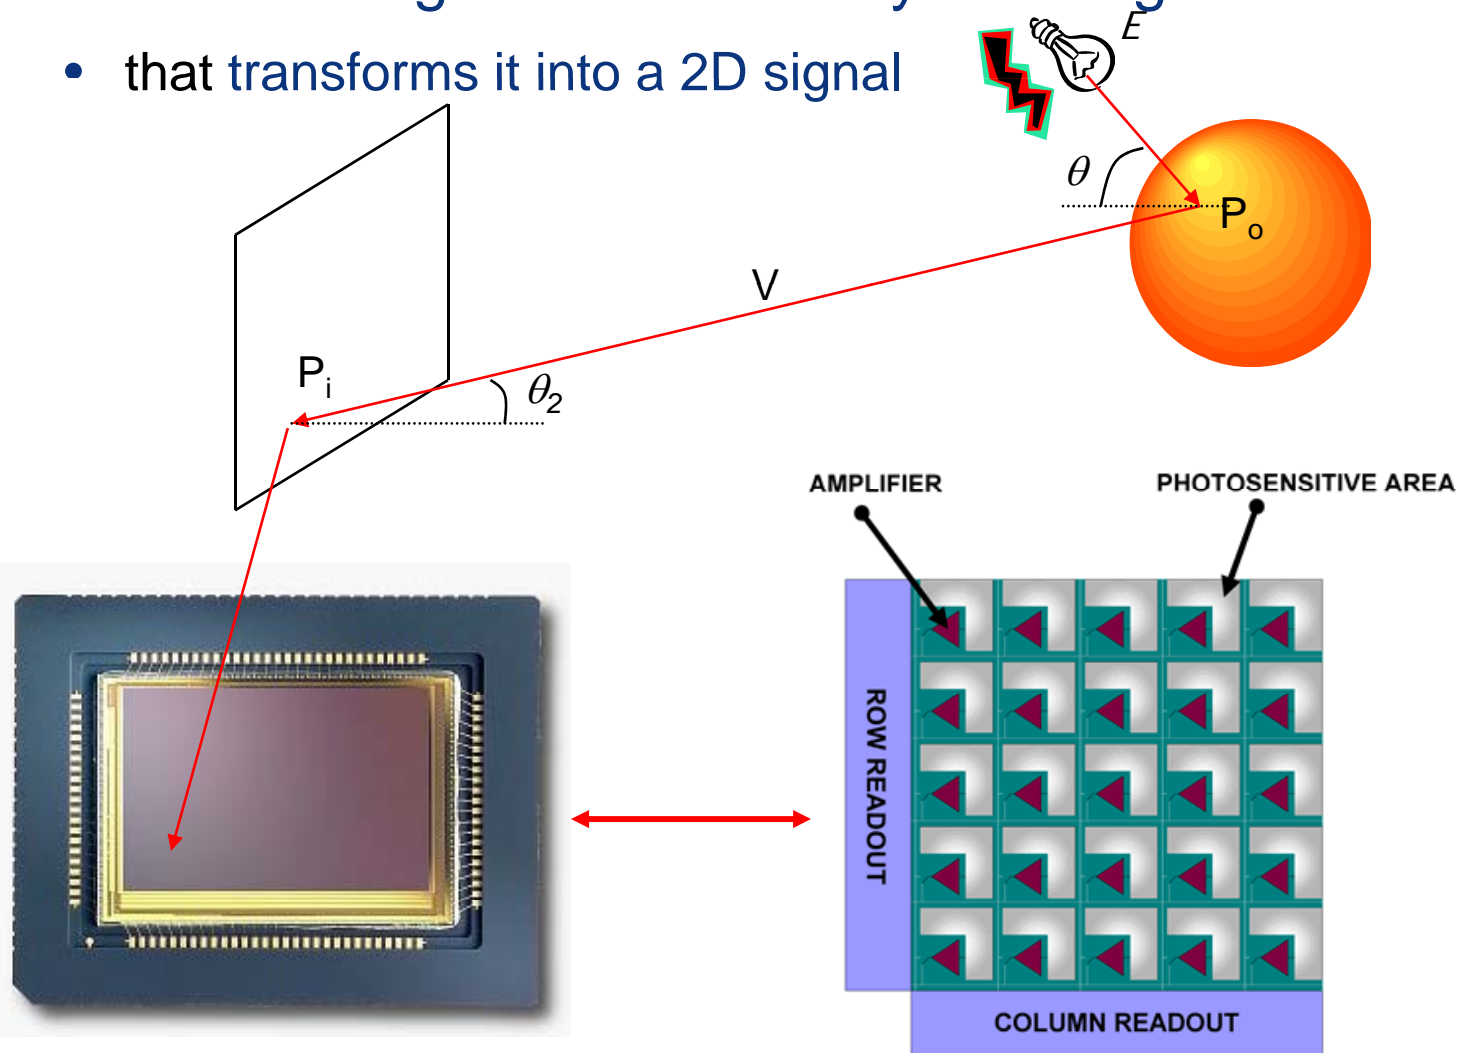 • that transforms it into a 2D signal
E
θ
Po
V
Pi
θ2
AMPLIFIER
PHOTOSENSITIVE AREA
ROW READOUT
COLUMN READOUT